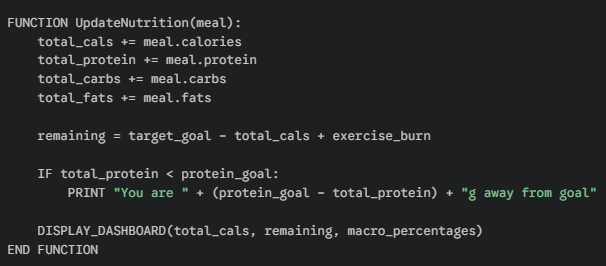 FUNCTION UpdateNutrition(meal):
    total_cals += meal.calories
    total_protein += meal.protein
    total_carbs += meal.carbs
    total_fats += meal.fats

    remaining = target_goal - total_cals + exercise_burn

    IF total_protein < protein_goal:
        PRINT "You are " + (protein_goal - total_protein) + "g away from goal"

    DISPLAY_DASHBOARD(total_cals, remaining, macro_percentages)
END FUNCTION